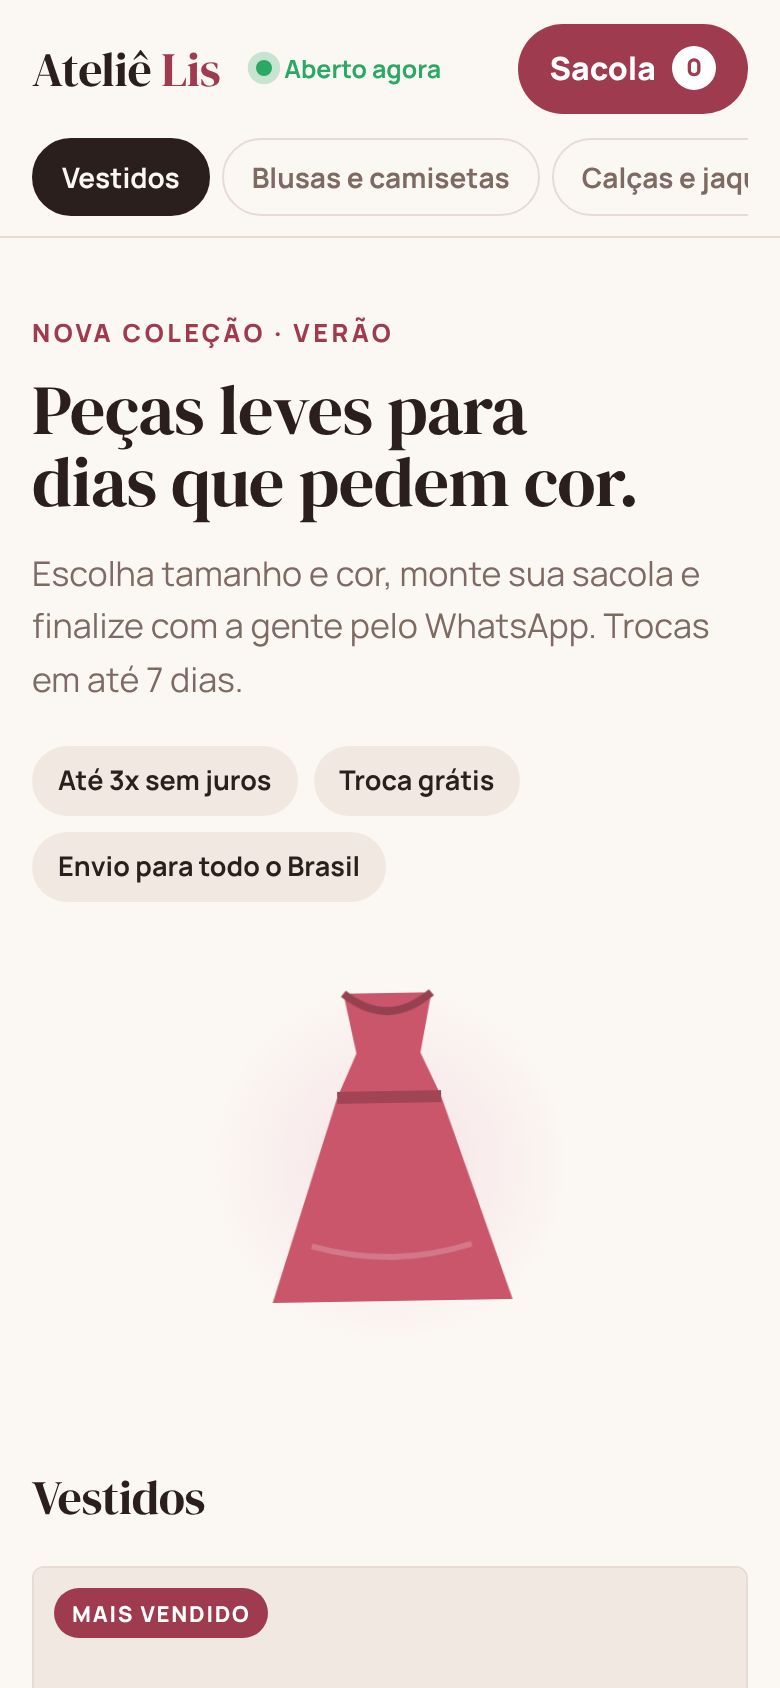 Ateliê Lis
Aberto agora
Sacola 0
Vestidos
Blusas e camisetas
Calças e
NOVA COLEÇÃO · VERÃO
Peças leves para
dias que pedem cor.
Escolha tamanho e cor, monte sua sacola e
finalize com a gente pelo WhatsApp. Trocas
em até 7 dias.
Até 3x sem juros
Troca grátis
Envio para todo o Brasil
Vestidos
MAIS VENDIDO